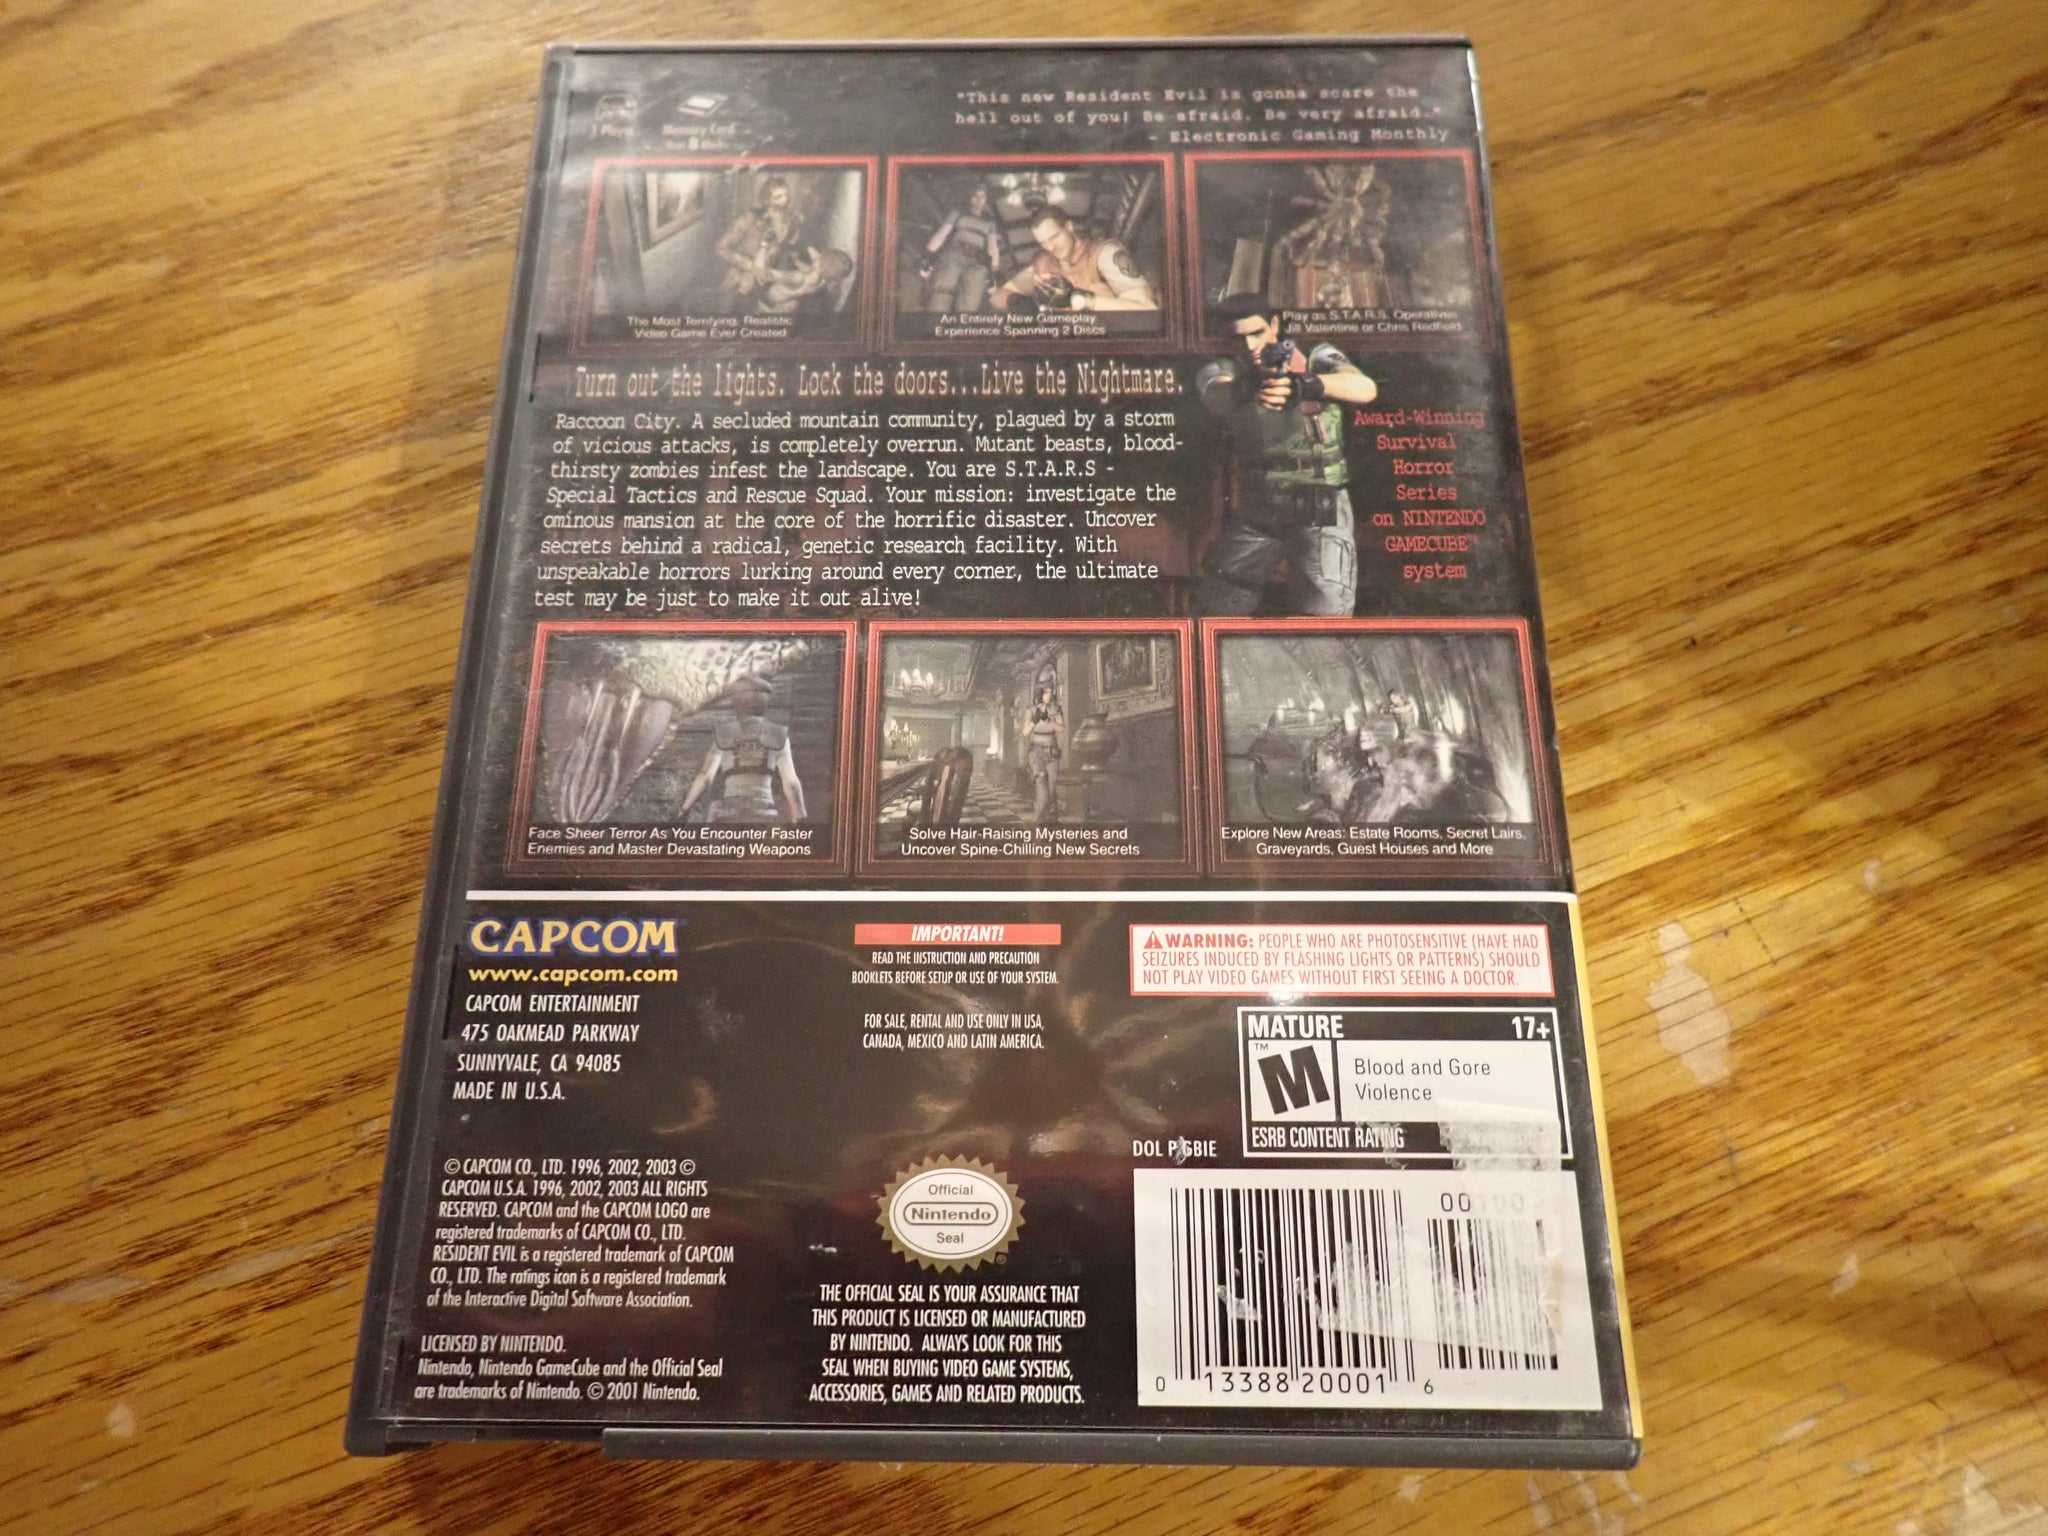 1 Player
Memory Card
8
"This new Resident Evil is gonna scare the
hell out of you! Be afraid. Be very afraid."
- Electronic Gaming Monthly
The Most Terrifying, Realistic
Video Game Ever Created
An Entirely New Gameplay
Experience Spanning 2 Discs
Play as S.T.A.R.S. Operatives
Jill Valentine or Chris Redfield
Turn out the lights. Lock the doors...Live the Nightmare.
Raccoon City. A secluded mountain community, plagued by a storm
of vicious attacks, is completely overrun. Mutant beasts, blood-
thirsty zombies infest the landscape. You are S.T.A.R.S -
Special Tactics and Rescue Squad. Your mission: investigate the
ominous mansion at the core of the horrific disaster. Uncover
secrets behind a radical, genetic research facility. With
unspeakable horrors lurking around every corner, the ultimate
test may be just to make it out alive!
Award-Winning
Survival
Horror
Series
on NINTENDO
GAMECUBE™
system
Face Sheer Terror As You Encounter Faster
Enemies and Master Devastating Weapons
Solve Hair-Raising Mysteries and
Uncover Spine-Chilling New Secrets
Explore New Areas: Estate Rooms, Secret Lairs,
Graveyards, Guest Houses and More
CAPCOM
www.capcom.com
CAPCOM ENTERTAINMENT
475 OAKMEAD PARKWAY
SUNNYVALE, CA 94085
MADE IN U.S.A.
© CAPCOM CO., LTD. 1996, 2002, 2003 ©
CAPCOM U.S.A. 1996, 2002, 2003 ALL RIGHTS
RESERVED. CAPCOM and the CAPCOM LOGO are
registered trademarks of CAPCOM CO., LTD.
RESIDENT EVIL is a registered trademark of CAPCOM
CO., LTD. The ratings icon is a registered trademark
of the Interactive Digital Software Association.
LICENSED BY NINTENDO.
Nintendo, Nintendo GameCube and the Official Seal
are trademarks of Nintendo. © 2001 Nintendo.
IMPORTANT!
READ THE INSTRUCTION AND PRECAUTION
BOOKLETS BEFORE SETUP OR USE OF YOUR SYSTEM.
FOR SALE, RENTAL AND USE ONLY IN USA,
CANADA, MEXICO AND LATIN AMERICA.
Official
Nintendo
Seal
®
THE OFFICIAL SEAL IS YOUR ASSURANCE THAT
THIS PRODUCT IS LICENSED OR MANUFACTURED
BY NINTENDO. ALWAYS LOOK FOR THIS
SEAL WHEN BUYING VIDEO GAME SYSTEMS,
ACCESSORIES, GAMES AND RELATED PRODUCTS.
WARNING: PEOPLE WHO ARE PHOTOSENSITIVE (HAVE HAD
SEIZURES INDUCED BY FLASHING LIGHTS OR PATTERNS) SHOULD
NOT PLAY VIDEO GAMES WITHOUT FIRST SEEING A DOCTOR.
MATURE 17+
TM
M
Blood and Gore
Violence
ESRB CONTENT RATING
DOL P GBIE
00100
0 13388 20001 6